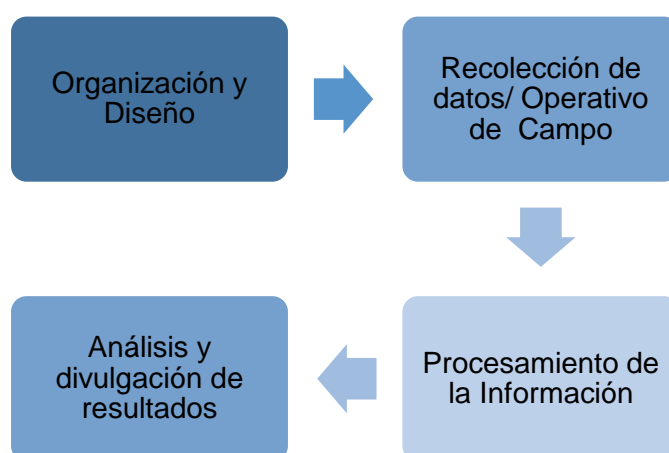 Organización y
Diseño
Recolección de
datos/ Operativo
de Campo
Procesamiento de
la Información
Análisis y
divulgación de
resultados